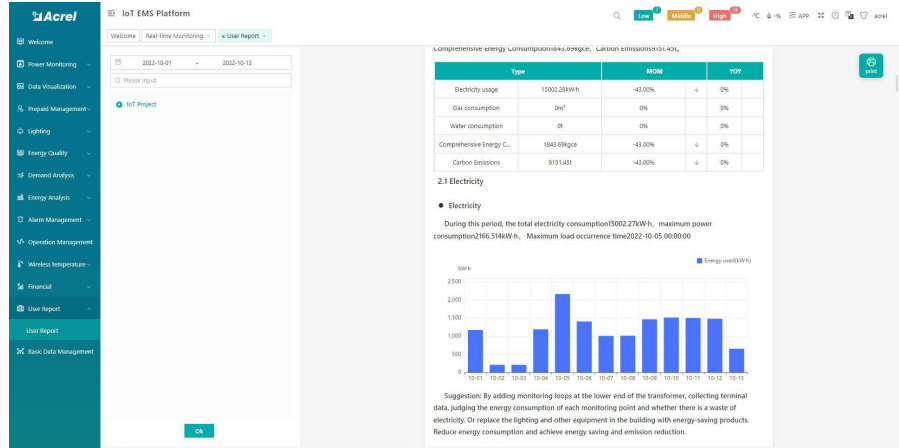 Acrel
IoT EMS Platform
Low
Middle
High
℃
-%
APP
acrel
Welcome
Real-time Monitoring ×
● User Report ×
Welcome
Power Monitoring
Data Visualization
Prepaid Management
Lighting
Energy Quality
Demand Analysis
Energy Analysis
Alarm Management
Operation Management
Wireless temperature
Financial
User Report
User Report
Basic Data Management
2022-10-01 ~ 2022-10-13
Please input
IoT Project
Ok
print
Comprehensive Energy Consumption1843.69kgce, Carbon Emissions9151.45t,
Type MOM YOY
Electricity usage 15002.28kW·h -43.00% ↓ 0%
Gas consumption 0m³ 0% 0%
Water consumption 0t 0% 0%
Comprehensive Energy C... 1843.69kgce -43.00% ↓ 0%
Carbon Emissions 9151.45t -43.00% ↓ 0%
2.1 Electricity
● Electricity
During this period, the total electricity consumption15002.27kW·h, maximum power
consumption2166.514kW·h, Maximum load occurrence time2022-10-05 00:00:00
Energy used(kW·h)
kW·h
2,500
2,000
1,500
1,000
500
0
10-01 10-02 10-03 10-04 10-05 10-06 10-07 10-08 10-09 10-10 10-11 10-12 10-13
Suggestion: By adding monitoring loops at the lower end of the transformer, collecting terminal
data, judging the energy consumption of each monitoring point and whether there is a waste of
electricity. Or replace the lighting and other equipment in the building with energy-saving products.
Reduce energy consumption and achieve energy saving and emission reduction.